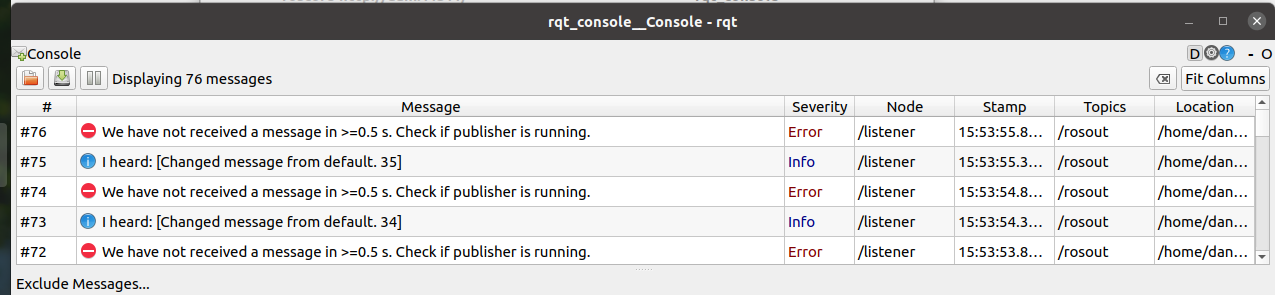 rqt_console__Console - rqt
Console D ? - O
Displaying 76 messages Fit Columns
# Message Severity Node Stamp Topics Location
#76 We have not received a message in >=0.5 s. Check if publisher is running. Error /listener 15:53:55.8... /rosout /home/dan...
#75 I heard: [Changed message from default. 35] Info /listener 15:53:55.3... /rosout /home/dan...
#74 We have not received a message in >=0.5 s. Check if publisher is running. Error /listener 15:53:54.8... /rosout /home/dan...
#73 I heard: [Changed message from default. 34] Info /listener 15:53:54.3... /rosout /home/dan...
#72 We have not received a message in >=0.5 s. Check if publisher is running. Error /listener 15:53:53.8... /rosout /home/dan...
Exclude Messages...